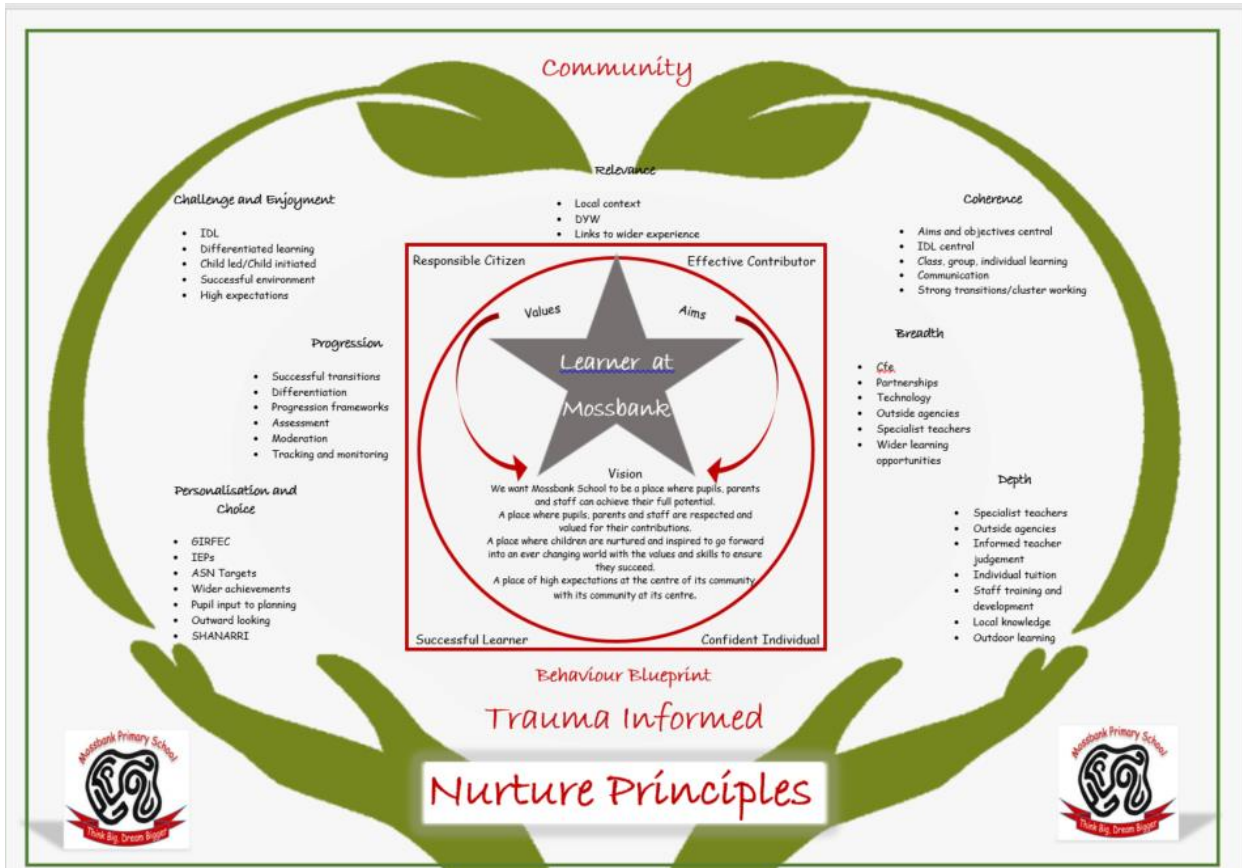 Community
Relevance
• Local context
• DYW
• Links to wider experience
Challenge and Enjoyment
• IDL
• Differentiated learning
• Child led/Child initiated
• Successful environment
• High expectations
Coherence
• Aims and objectives central
• IDL central
• Class, group, individual learning
• Communication
• Strong transitions/cluster working
Progression
• Successful transitions
• Differentiation
• Progression frameworks
• Assessment
• Moderation
• Tracking and monitoring
Breadth
• Cfe
• Partnerships
• Technology
• Outside agencies
• Specialist teachers
• Wider learning
opportunities
Personalisation and
Choice
• GIRFEC
• IEPs
• ASN Targets
• Wider achievements
• Pupil input to planning
• Outward looking
• SHANARRI
Depth
• Specialist teachers
• Outside agencies
• Informed teacher
judgement
• Individual tuition
• Staff training and
development
• Local knowledge
• Outdoor learning
Responsible Citizen
Effective Contributor
Values
Aims
Learner at
Mossbank
Vision
We want Mossbank School to be a place where pupils, parents
and staff can achieve their full potential.
A place where pupils, parents and staff are respected and
valued for their contributions.
A place where children are nurtured and inspired to go forward
into an ever changing world with the values and skills to ensure
they succeed.
A place of high expectations at the centre of its community
with its community at its centre.
Successful Learner
Confident Individual
Behaviour Blueprint
Trauma Informed
Nurture Principles
Mossbank Primary School
Think Big, Dream Bigger
Mossbank Primary School
Think Big, Dream Bigger